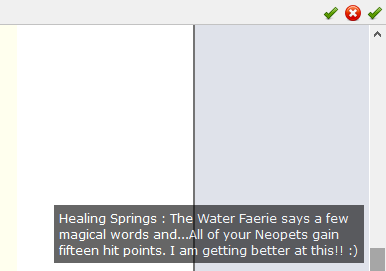 Healing Springs : The Water Faerie says a few
magical words and...All of your Neopets gain
fifteen hit points. I am getting better at this!! :)